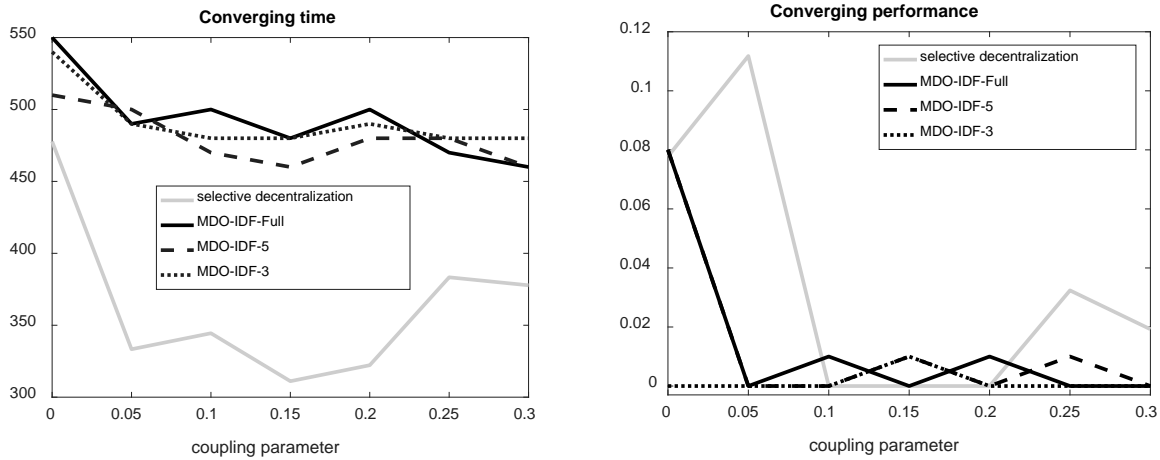 Converging time
550
500
450
400
350
300
selective decentralization
MDO-IDF-Full
MDO-IDF-5
MDO-IDF-3
0 0.05 0.1 0.15 0.2 0.25 0.3
coupling parameter
Converging performance
0.12
0.1
0.08
0.06
0.04
0.02
0
selective decentralization
MDO-IDF-Full
MDO-IDF-5
MDO-IDF-3
0 0.05 0.1 0.15 0.2 0.25 0.3
coupling parameter